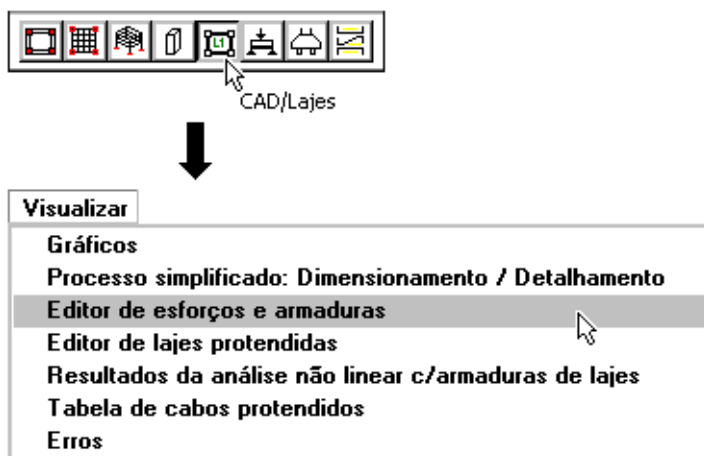 L1
CAD/Lajes
Visualizar
Gráficos
Processo simplificado: Dimensionamento / Detalhamento
Editor de esforços e armaduras
Editor de lajes protendidas
Resultados da análise não linear c/armaduras de lajes
Tabela de cabos protendidos
Erros